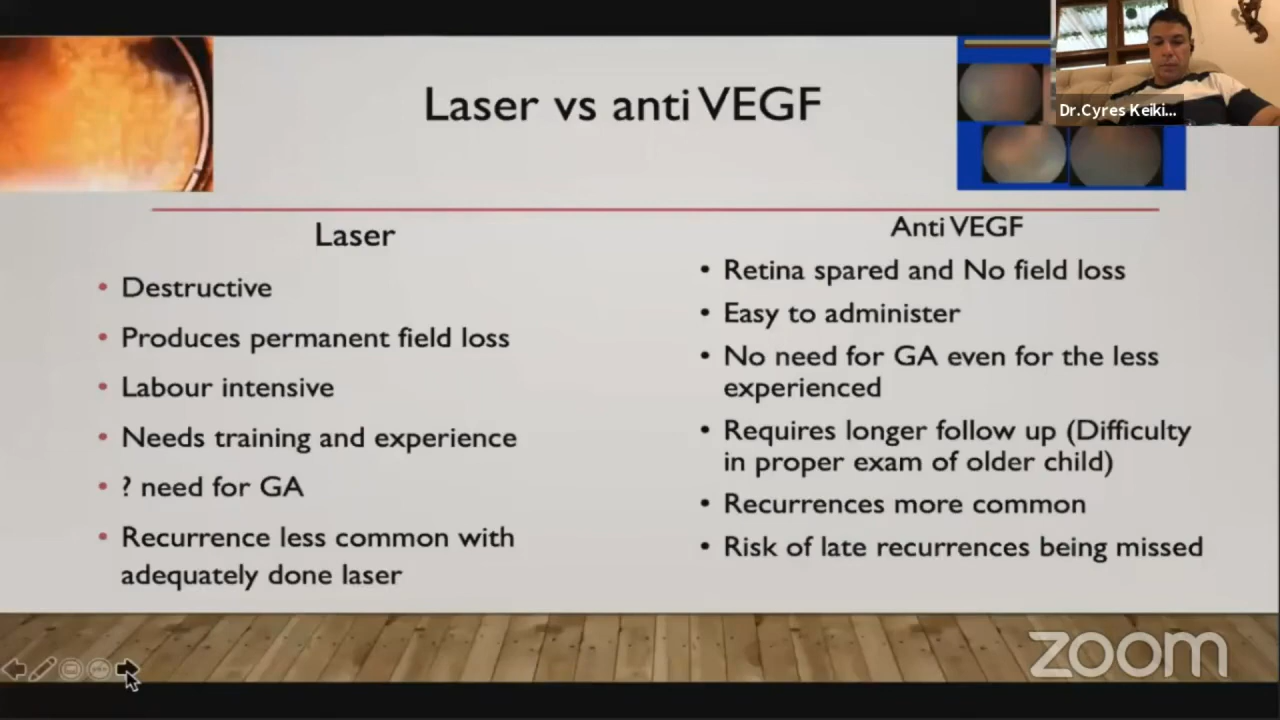 Laser vs anti VEGF
Dr.Cyres Keiki...
Laser
• Destructive
• Produces permanent field loss
• Labour intensive
• Needs training and experience
• ? need for GA
• Recurrence less common with
adequately done laser
Anti VEGF
• Retina spared and No field loss
• Easy to administer
• No need for GA even for the less
experienced
• Requires longer follow up (Difficulty
in proper exam of older child)
• Recurrences more common
• Risk of late recurrences being missed
zoom